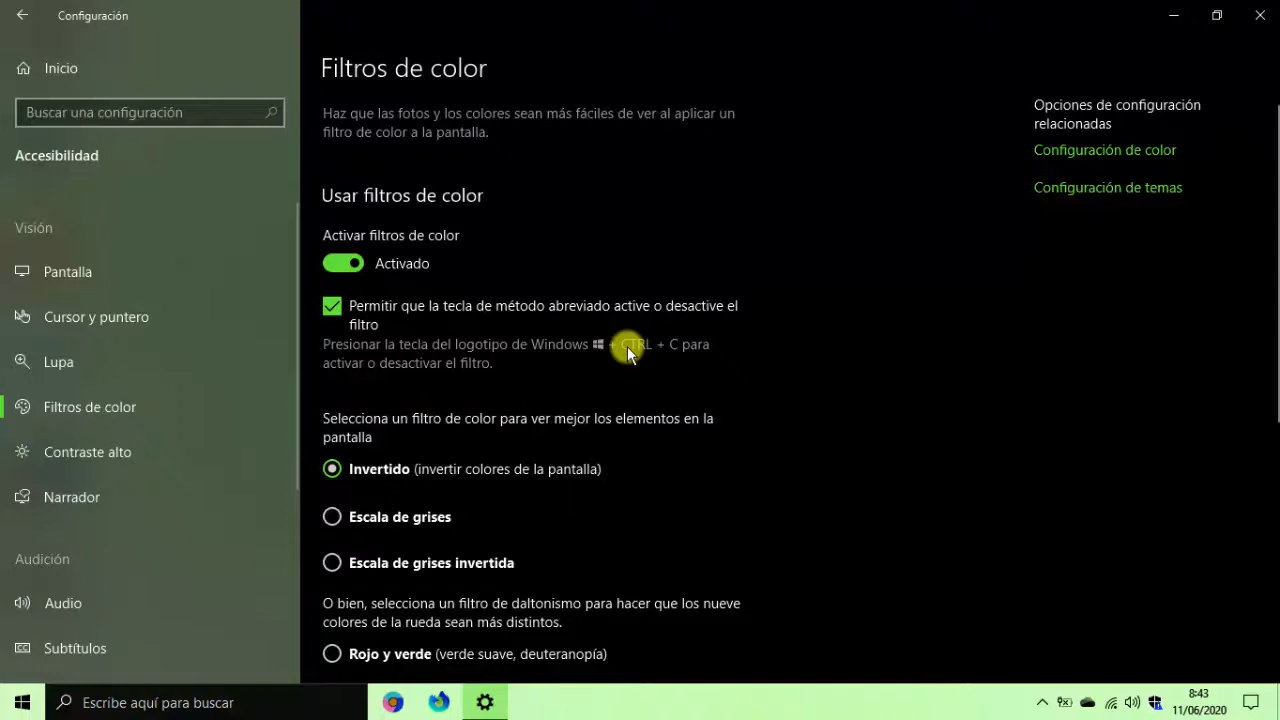 Configuración
Inicio
Buscar una configuración
Accesibilidad
Visión
Pantalla
Cursor y puntero
Lupa
Filtros de color
Contraste alto
Narrador
Audición
Audio
Subtítulos
Filtros de color
Haz que las fotos y los colores sean más fáciles de ver al aplicar un
filtro de color a la pantalla.
Usar filtros de color
Activar filtros de color
Activado
Permitir que la tecla de método abreviado active o desactive el
filtro
Presionar la tecla del logotipo de Windows + CTRL + C para
activar o desactivar el filtro.
Selecciona un filtro de color para ver mejor los elementos en la
pantalla
Invertido (invertir colores de la pantalla)
Escala de grises
Escala de grises invertida
O bien, selecciona un filtro de daltonismo para hacer que los nueve
colores de la rueda sean más distintos.
Rojo y verde (verde suave, deuteranopía)
Opciones de configuración
relacionadas
Configuración de color
Configuración de temas
Escribe aquí para buscar
8:43
11/06/2020